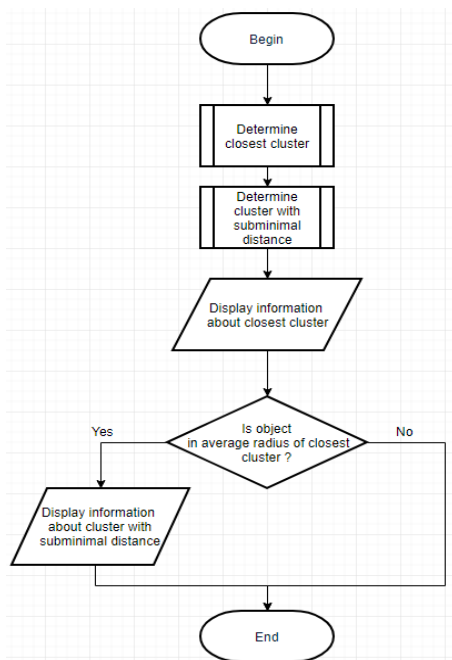 Begin
Determine
closest cluster
Determine
cluster with
subminimal
distance
Display information
about closest cluster
Is object
in average radius of closest
cluster ?
Yes
No
Display information
about cluster with
subminimal distance
End